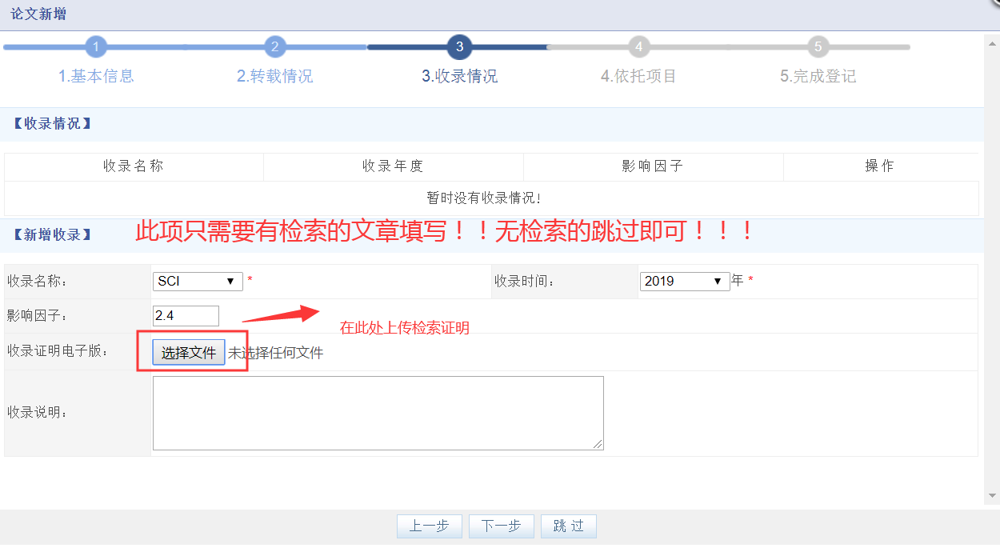 论文新增
1 2 3 4 5
1.基本信息 2.转载情况 3.收录情况 4.依托项目 5.完成登记
【收录情况】
收录名称 收录年度 影响因子 操作
暂时没有收录情况!
【新增收录】 此项只需要有检索的文章填写！！无检索的跳过即可！！！
收录名称: SCI * 收录时间: 2019 年 *
影响因子: 2.4
在此处上传检索证明
收录证明电子版: 选择文件 未选择任何文件
收录说明:
上一步 下一步 跳 过